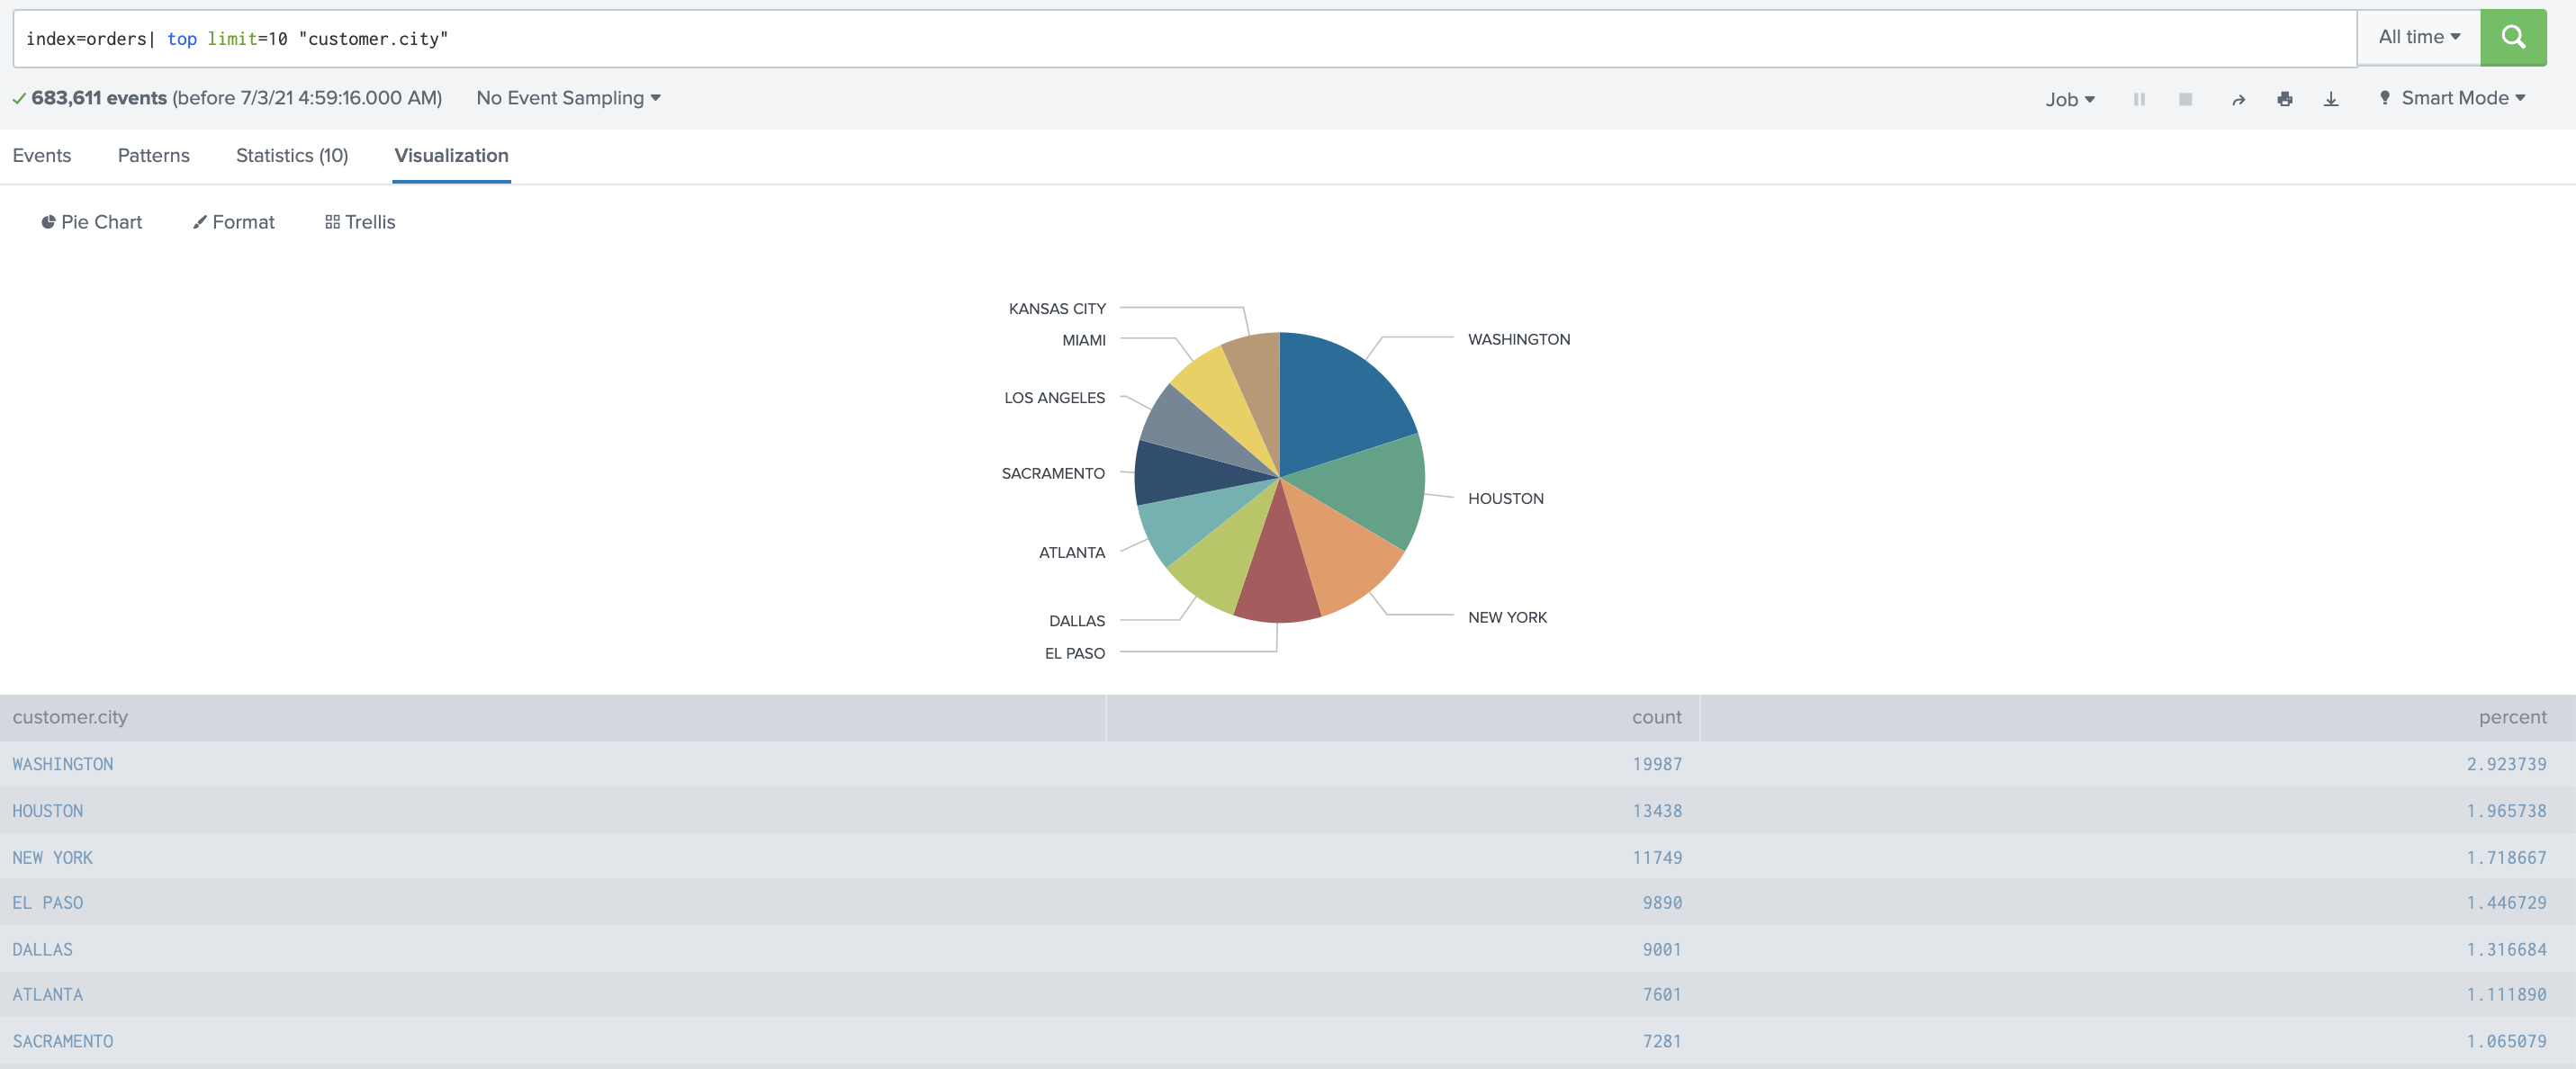 index=orders| top limit=10 "customer.city"
All time
683,611 events (before 7/3/21 4:59:16.000 AM) No Event Sampling
Job
Smart Mode
Events Patterns Statistics (10) Visualization
Pie Chart Format Trellis
KANSAS CITY
MIAMI
WASHINGTON
LOS ANGELES
SACRAMENTO
HOUSTON
ATLANTA
NEW YORK
DALLAS
EL PASO
customer.city count percent
WASHINGTON 19987 2.923739
HOUSTON 13438 1.965738
NEW YORK 11749 1.718667
EL PASO 9890 1.446729
DALLAS 9001 1.316684
ATLANTA 7601 1.111890
SACRAMENTO 7281 1.065079